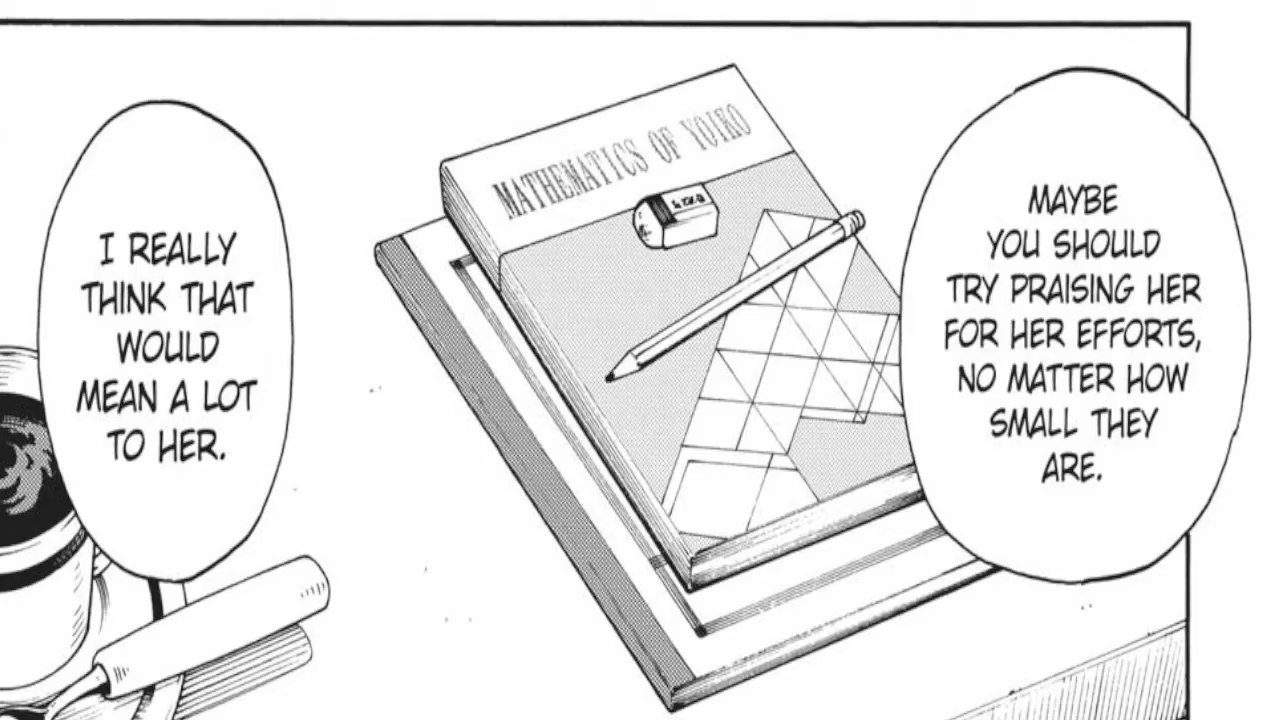 MAYBE
YOU SHOULD
TRY PRAISING HER
FOR HER EFFORTS,
NO MATTER HOW
SMALL THEY
ARE.
MATHEMATICS OF YOIKO
I REALLY
THINK THAT
WOULD
MEAN A LOT
TO HER.